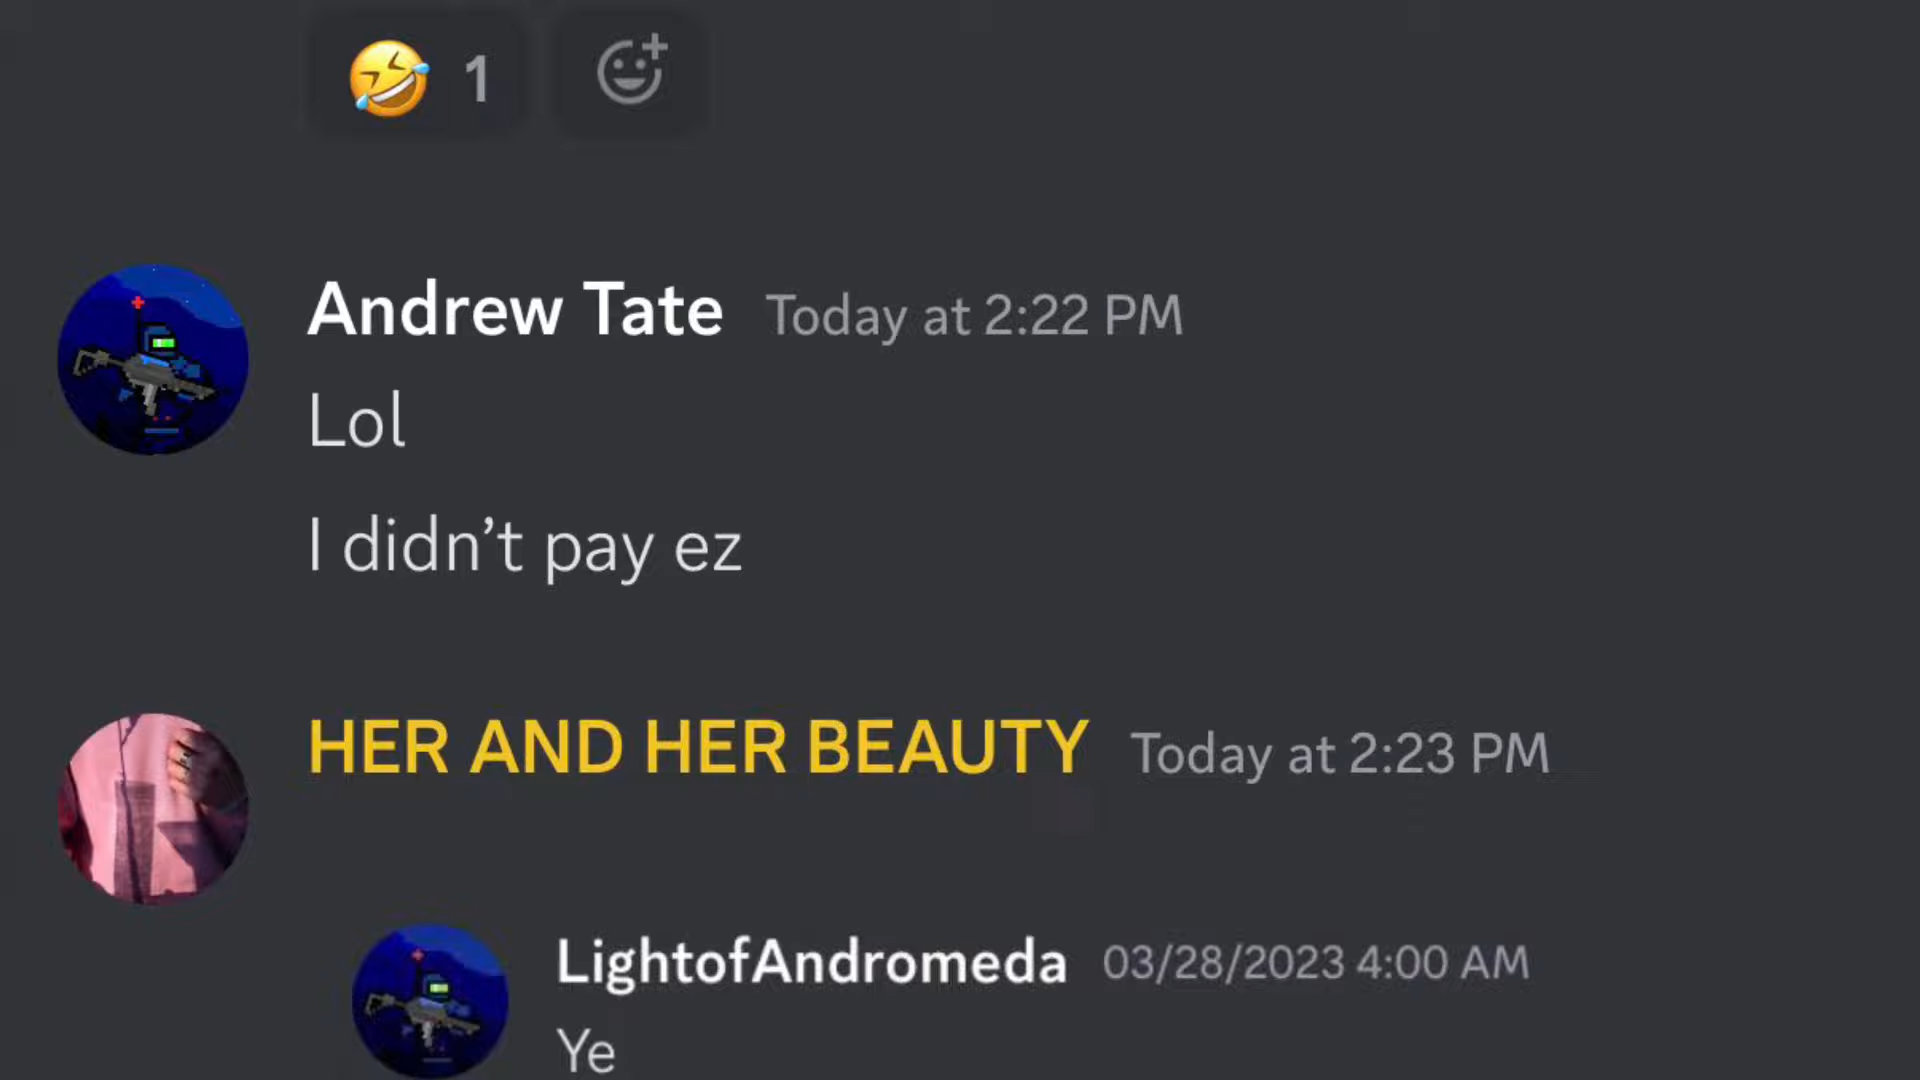 1
Andrew Tate Today at 2:22 PM
Lol
I didn’t pay ez
HER AND HER BEAUTY Today at 2:23 PM
LightofAndromeda 03/28/2023 4:00 AM
Ye